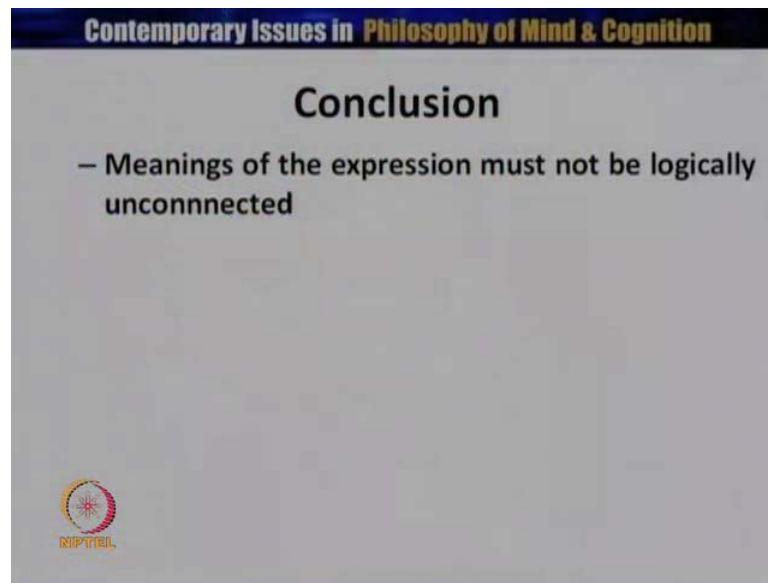 Contemporary Issues in Philosophy of Mind & Cognition
Conclusion
– Meanings of the expression must not be logically
unconnnected
NPTEL